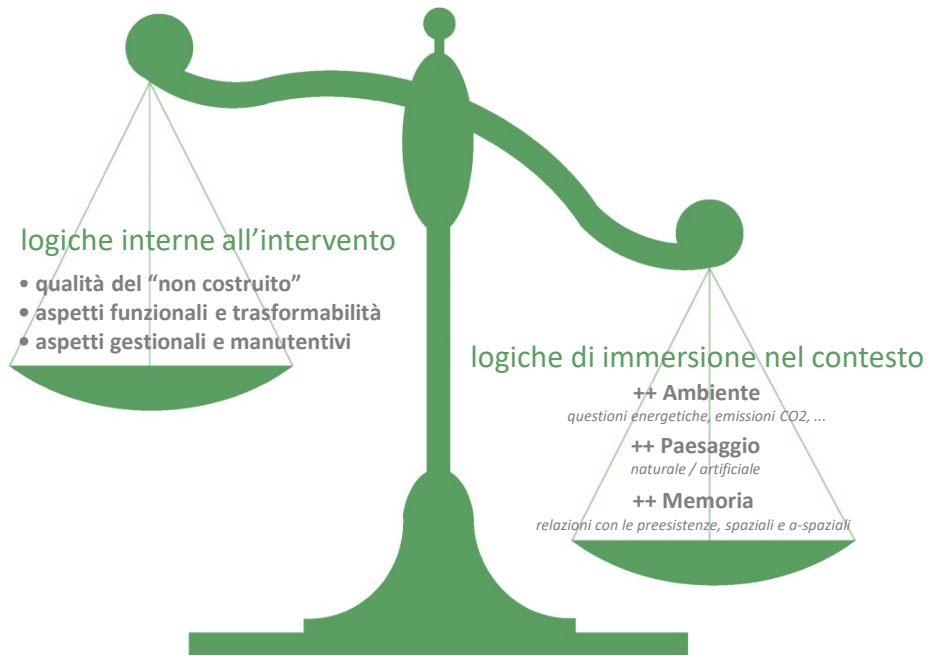 logiche interne all’intervento
• qualità del “non costruito”
• aspetti funzionali e trasformabilità
• aspetti gestionali e manutentivi
logiche di immersione nel contesto
++ Ambiente
questioni energetiche, emissioni CO2, ...
++ Paesaggio
naturale / artificiale
++ Memoria
relazioni con le preesistenze, spaziali e a-spaziali